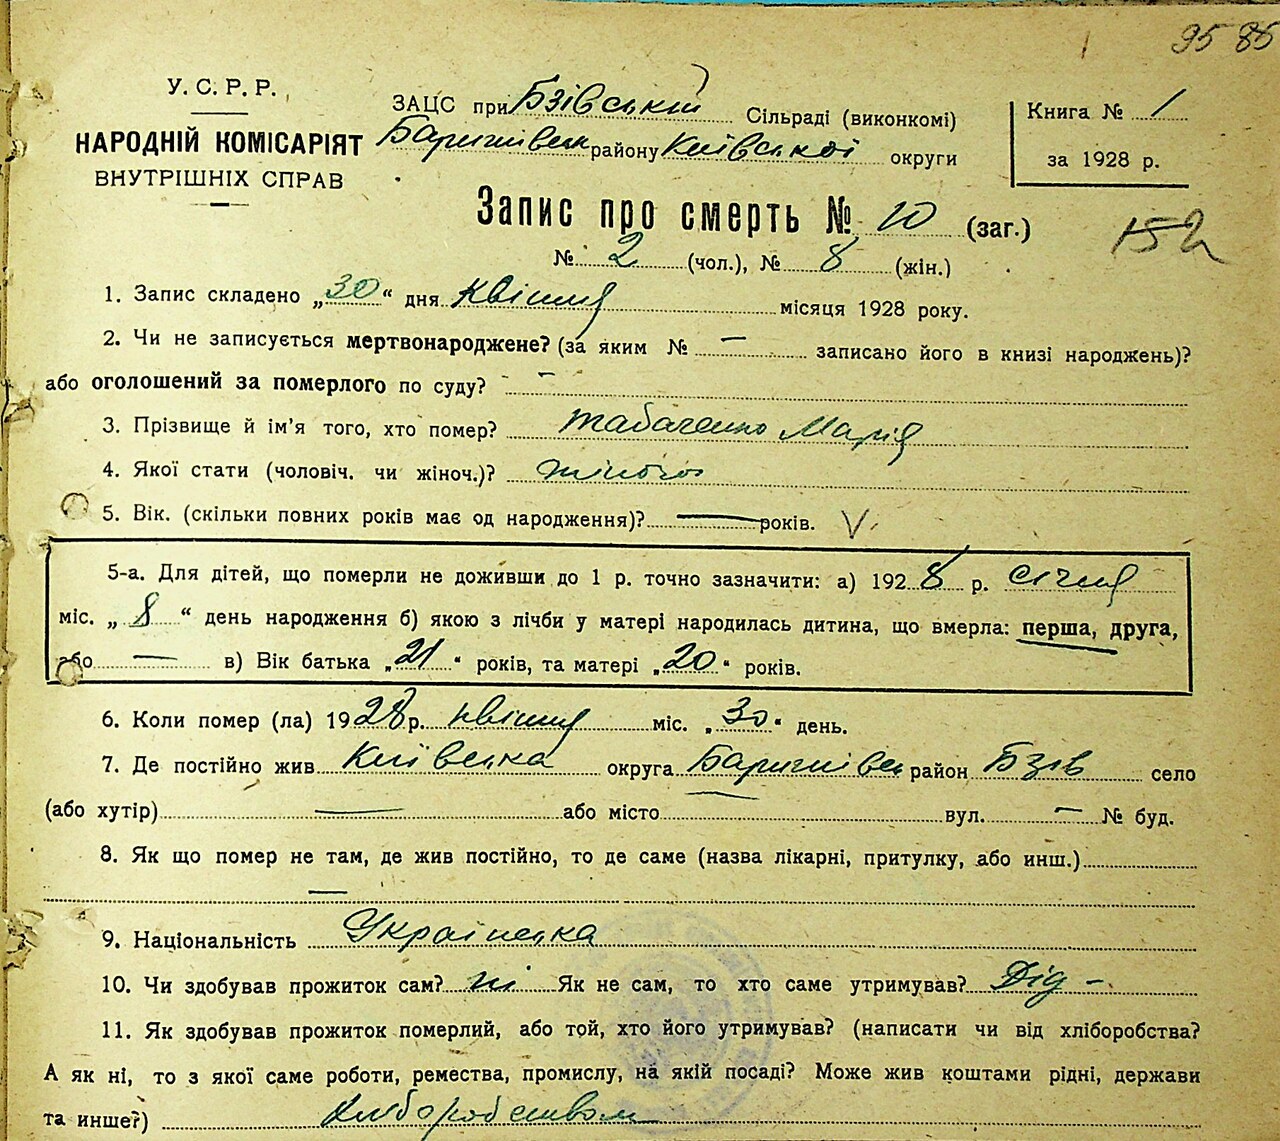 95 85
У. С. Р. Р.
НАРОДНІЙ КОМІСАРІЯТ
ВНУТРІШНІХ СПРАВ
ЗАЦС при Бзівській Сільраді (виконкомі)
Баришівськ району Київської округи
Книга № 1
за 1928 р.
Запис про смерть № 10 (заг.)
№ 2 (чол.), № 8 (жін.)
1. Запис складено „30“ дня квітня місяця 1928 року.
2. Чи не записується мертвонароджене? (за яким № — записано його в книзі народжень)?
або оголошений за померлого по суду? —
3. Прізвище й ім’я того, хто помер? Табаченко Марія
4. Якої стати (чоловіч. чи жіноч.)? жіночої
5. Вік. (скільки повних років має од народження)? — років. V
5-а. Для дітей, що померли не доживши до 1 р. точно зазначити: а) 1928 р. січня
міс. „8“ день народження б) якою з лічби у матері народилась дитина, що вмерла: перша, друга,
або — в) Вік батька „21“ років, та матері „20“ років.
6. Коли помер (ла) 1928 р. квітня міс. „30“ день.
7. Де постійно жив Київська округа Баришівськ район Бзів село
(або хутір) — або місто вул. — № буд.
8. Як що помер не там, де жив постійно, то де саме (назва лікарні, притулку, або инш.)
—
9. Національність Українка
10. Чи здобував прожиток сам? ні Як не сам, то хто саме утримував? Дід -
11. Як здобував прожиток померлий, або той, хто його утримував? (написати чи від хліборобства?
А як ні, то з якої саме роботи, ремества, промислу, на якій посаді? Може жив коштами рідні, держави
та инше?) Хліборобством